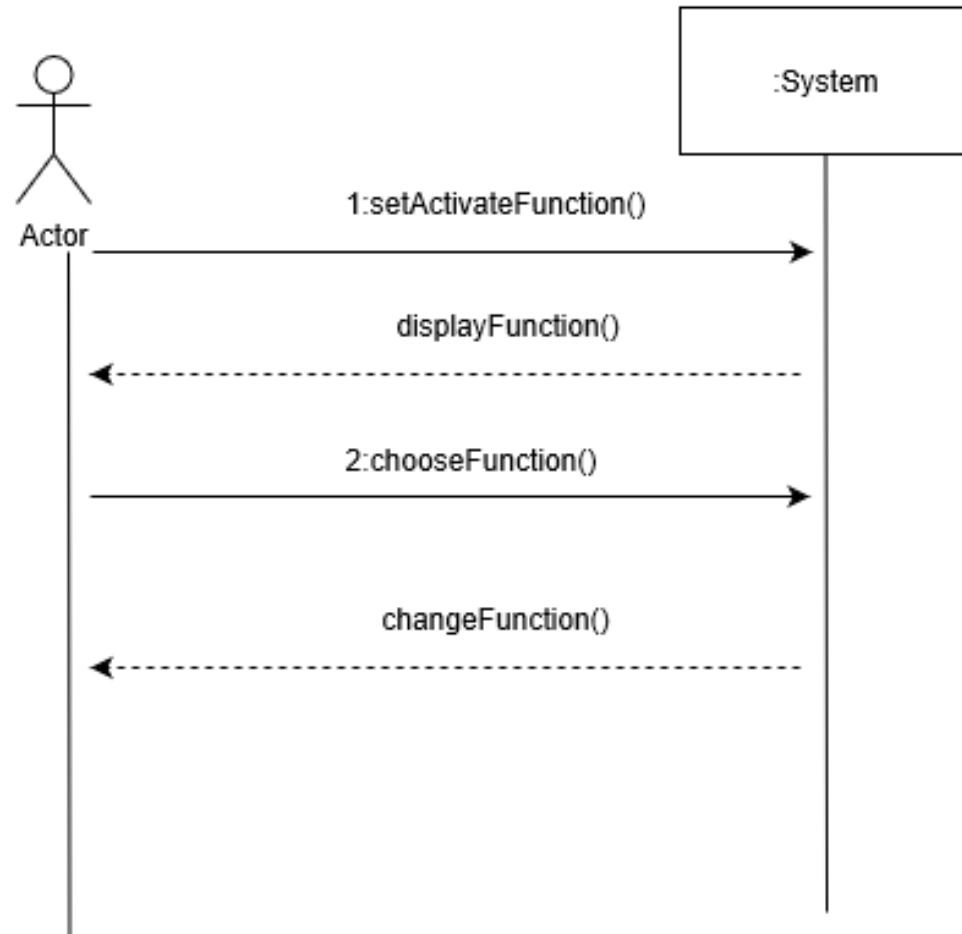 :System
1:setActivateFunction()
Actor
displayFunction()
2:chooseFunction()
changeFunction()